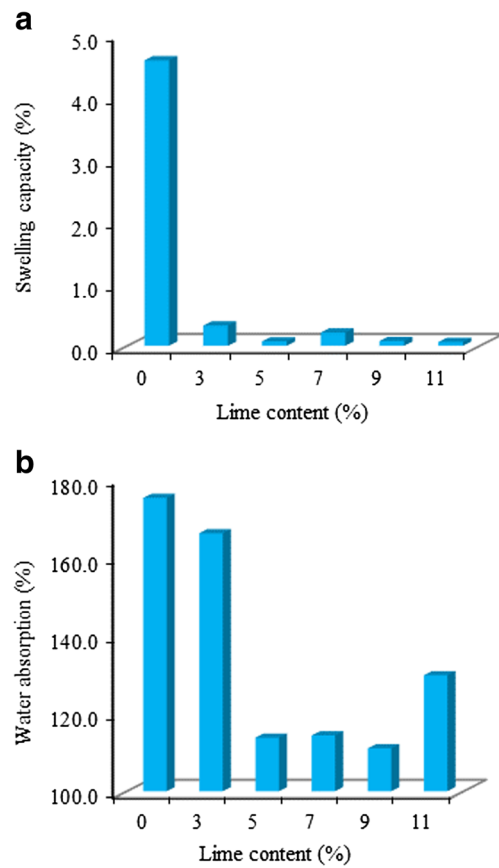 a
Swelling capacity (%)
5.0
4.0
3.0
2.0
1.0
0.0
0 3 5 7 9 11
Lime content (%)
b
Water absorption (%)
180.0
160.0
140.0
120.0
100.0
0 3 5 7 9 11
Lime content (%)